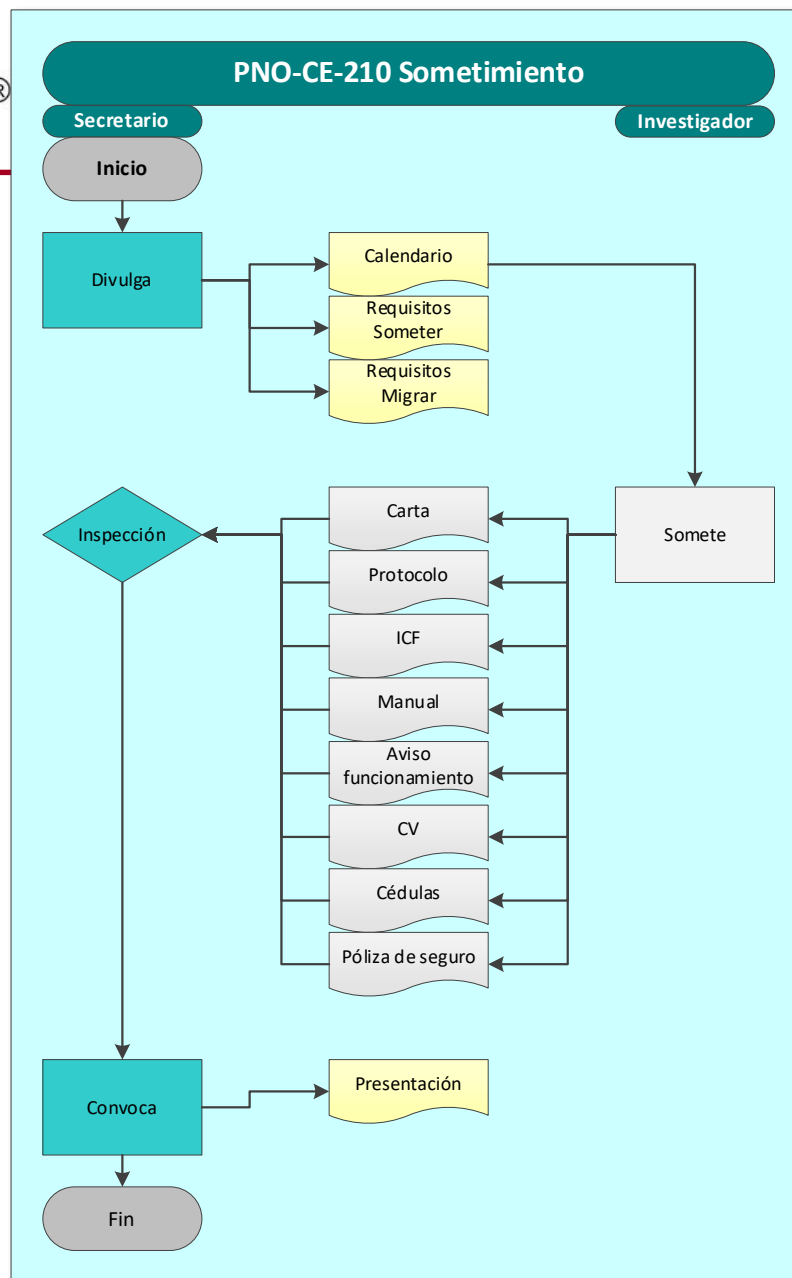 ®
PNO-CE-210 Sometimiento
Secretario
Investigador
Inicio
Divulga
Calendario
Requisitos
Someter
Requisitos
Migrar
Inspección
Carta
Somete
Protocolo
ICF
Manual
Aviso
funcionamiento
CV
Cédulas
Póliza de seguro
Convoca
Presentación
Fin